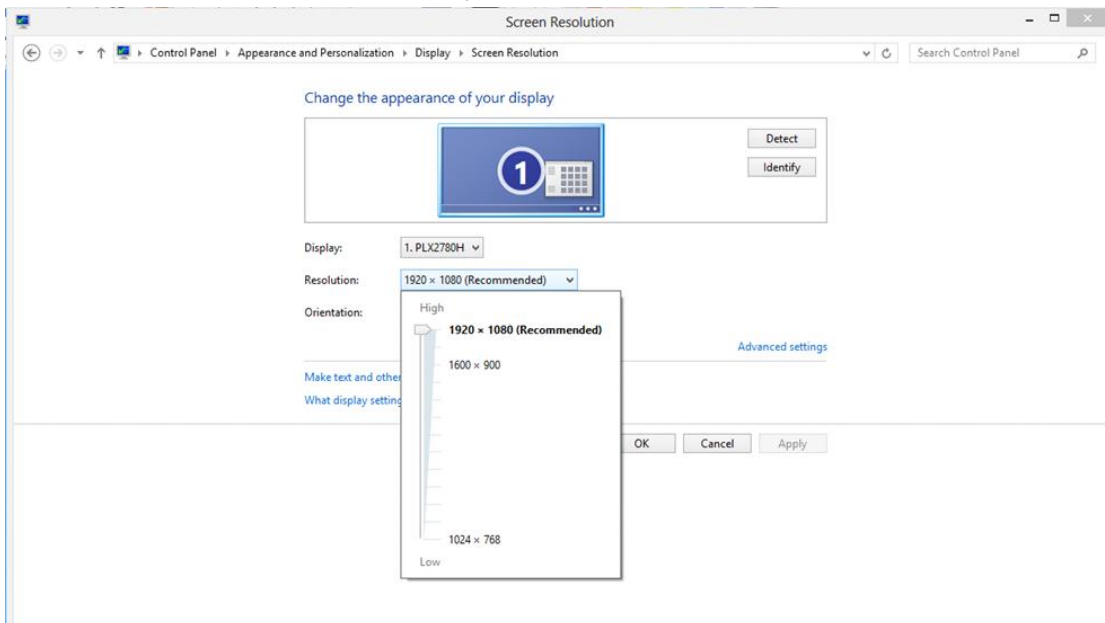 Screen Resolution
Control Panel Appearance and Personalization Display Screen Resolution
Search Control Panel
Change the appearance of your display
1
Detect
Identify
Display: 1. PLX2780H
Resolution: 1920 × 1080 (Recommended)
Orientation:
High
1920 × 1080 (Recommended)
Advanced settings
1600 × 900
Make text and other
What display setting
OK Cancel Apply
1024 × 768
Low